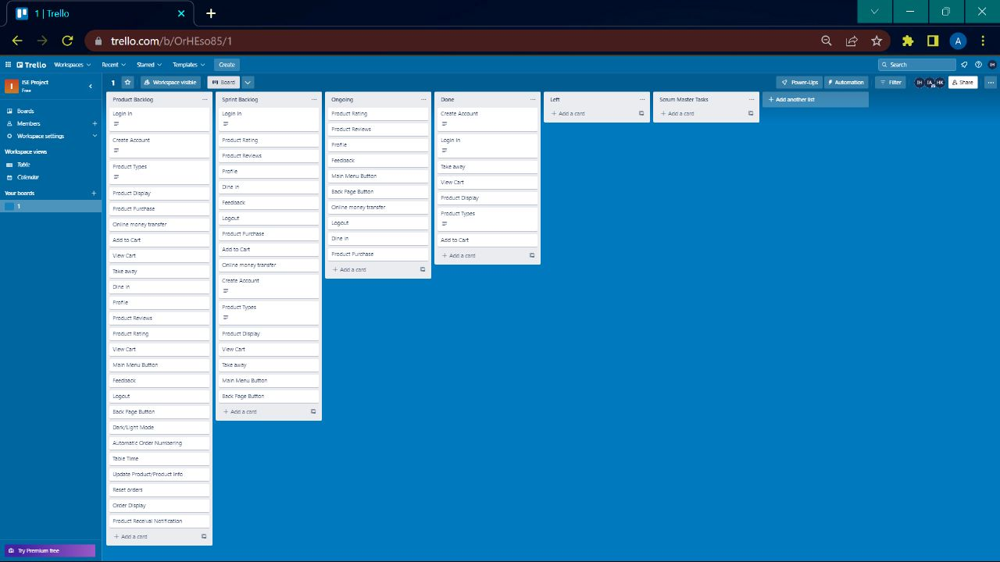 1 | Trello
trello.com/b/OrHEso85/1
A
Trello
Workspaces
Recent
Starred
Templates
Create
Search
IH
I
ISE Project
Free
1
Workspace visible
Board
Power-Ups
Automation
Filter
IH
IA
HK
Share
Boards
Members
Workspace settings
Workspace views
Table
Calendar
Your boards
1
Try Premium free
Product Backlog
Login In
Create Account
Product Types
Product Display
Product Purchase
Online money transfer
Add to Cart
View Cart
Take away
Dine in
Profile
Product Reviews
Product Rating
View Cart
Main Menu Button
Feedback
Logout
Back Page Button
Dark/Light Mode
Automatic Order Numbering
Table Time
Update Product/Product Info
Reset orders
Order Display
Product Receival Notification
+ Add a card
Sprint Backlog
Login In
Product Rating
Product Reviews
Profile
Dine in
Feedback
Logout
Product Purchase
Add to Cart
Online money transfer
Create Account
Product Types
Product Display
View Cart
Take away
Main Menu Button
Back Page Button
+ Add a card
Ongoing
Product Rating
Product Reviews
Profile
Feedback
Main Menu Button
Back Page Button
Online money transfer
Logout
Dine in
Product Purchase
+ Add a card
Done
Create Account
Login In
Take away
View Cart
Product Display
Product Types
Add to Cart
+ Add a card
Left
+ Add a card
Scrum Master Tasks
+ Add a card
+ Add another list